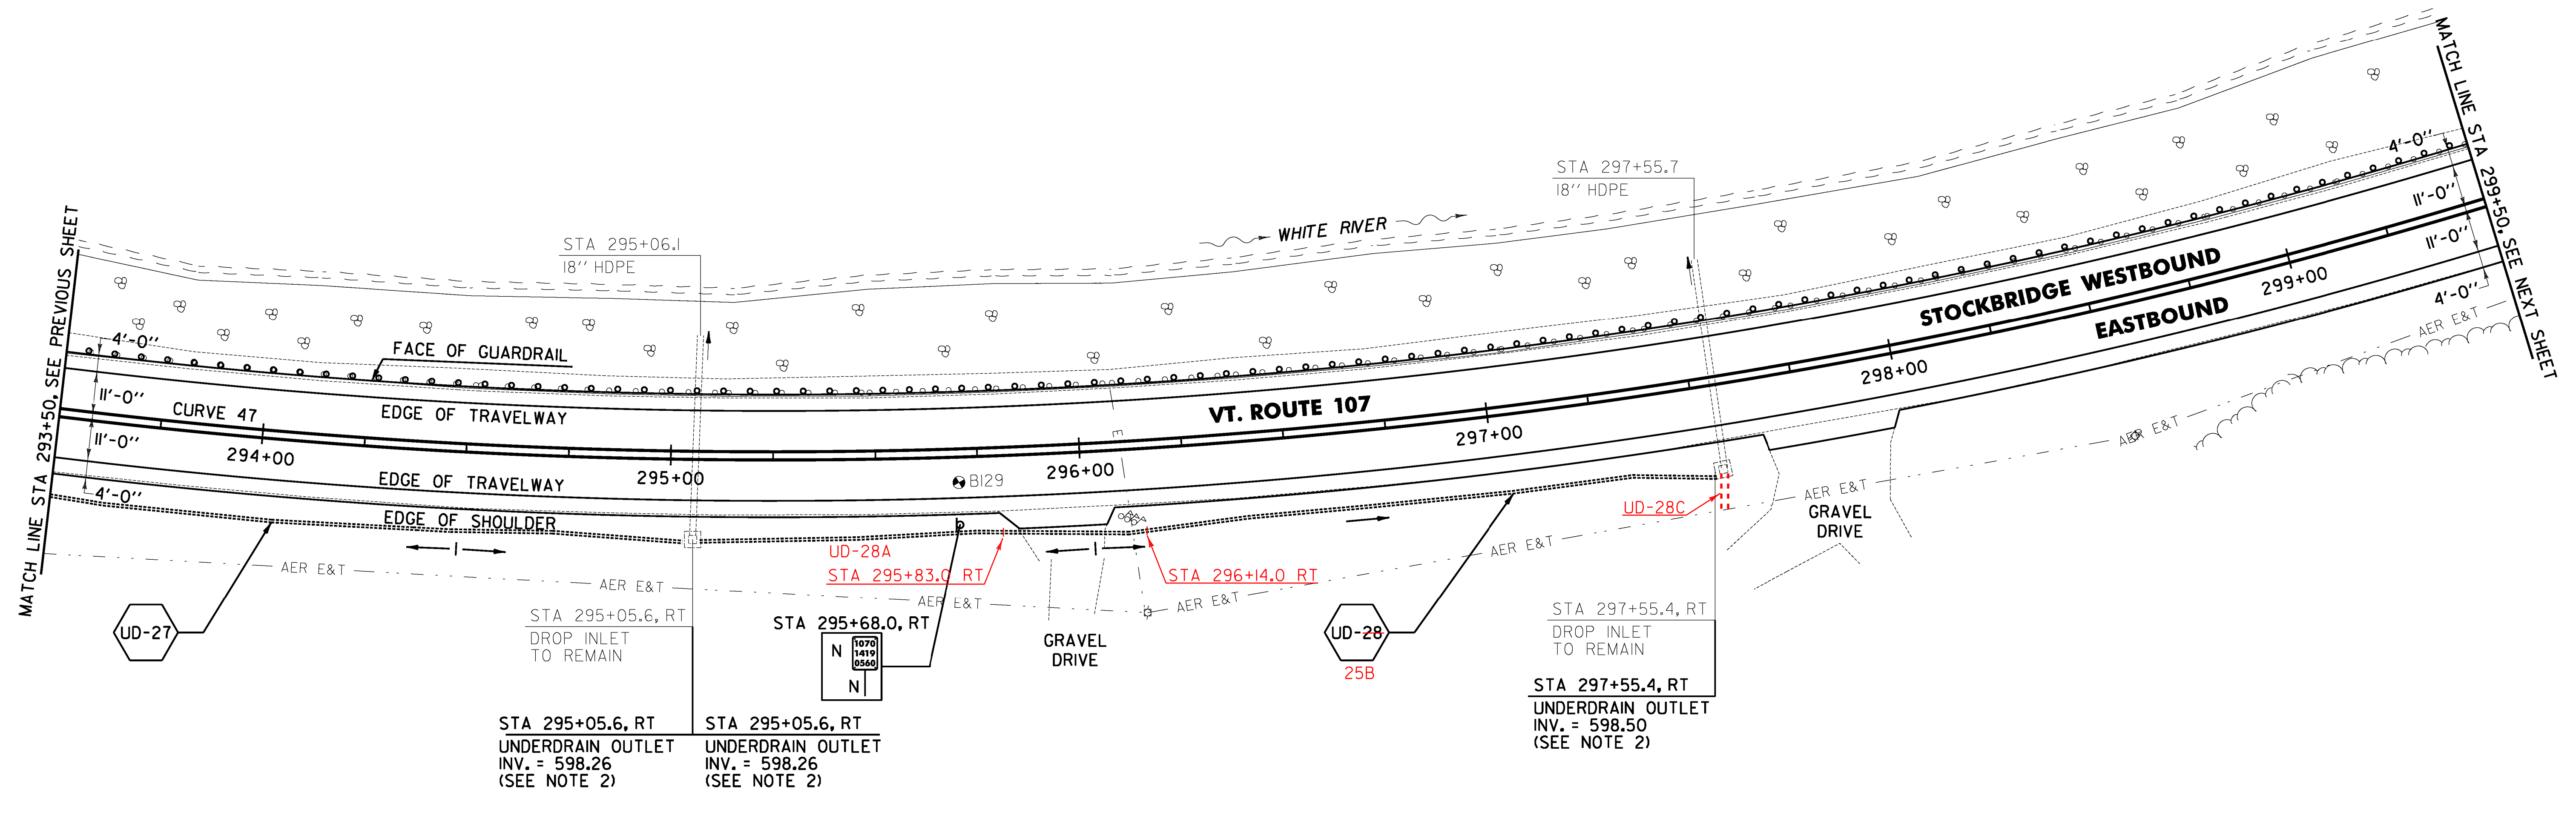 MATCH LINE STA 293+50, SEE PREVIOUS SHEET
4'-0"
11'-0"
11'-0"
4'-0"
CURVE 47
294+00
UD-27
FACE OF GUARDRAIL
EDGE OF TRAVELWAY
EDGE OF TRAVELWAY
EDGE OF SHOULDER
AER E&T
STA 295+06.1
18" HDPE
295+00
AER E&T
STA 295+05.6, RT
DROP INLET
TO REMAIN
STA 295+05.6, RT
UNDERDRAIN OUTLET
INV. = 598.26
(SEE NOTE 2)
STA 295+05.6, RT
UNDERDRAIN OUTLET
INV. = 598.26
(SEE NOTE 2)
B129
UD-28A
STA 295+83.0 RT
AER E&T
STA 295+68.0, RT
N
1070
1419
0560
N
296+00
E
STA 296+14.0 RT
AER E&T
GRAVEL
DRIVE
WHITE RIVER
VT. ROUTE 107
297+00
AER E&T
UD-28
25B
STA 297+55.7
18" HDPE
UD-28C
STA 297+55.4, RT
DROP INLET
TO REMAIN
STA 297+55.4, RT
UNDERDRAIN OUTLET
INV. = 598.50
(SEE NOTE 2)
298+00
AER E&T
GRAVEL
DRIVE
STOCKBRIDGE WESTBOUND
EASTBOUND
299+00
AER E&T
AER E&T
4'-0"
11'-0"
11'-0"
4'-0"
MATCH LINE STA 299+50, SEE NEXT SHEET